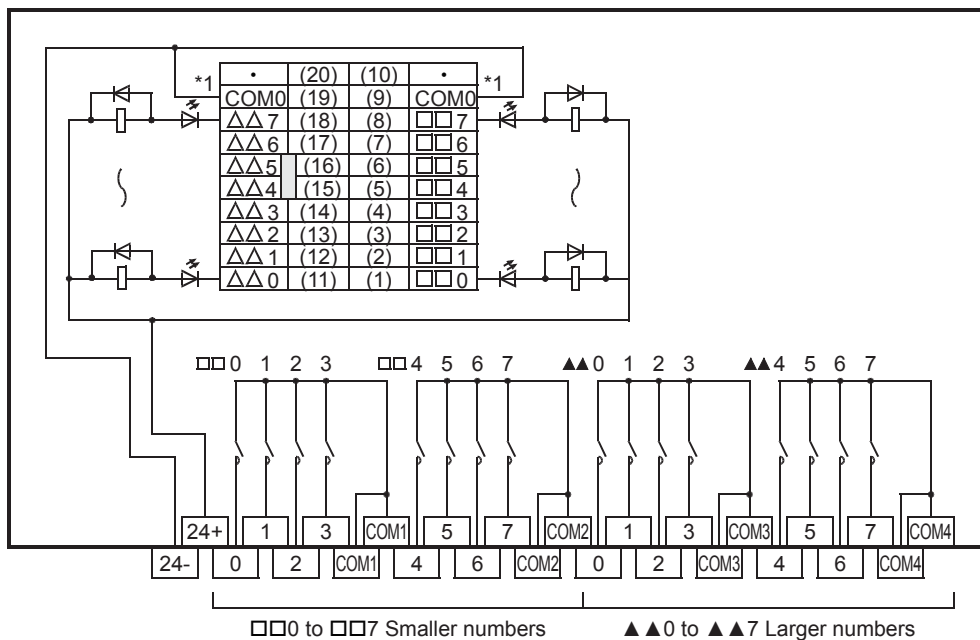 *1 • (20) (10) • *1
COM0 (19) (9) COM0
△△7 (18) (8) □□7
△△6 (17) (7) □□6
△△5 (16) (6) □□5
△△4 (15) (5) □□4
△△3 (14) (4) □□3
△△2 (13) (3) □□2
△△1 (12) (2) □□1
△△0 (11) (1) □□0
□□0 1 2 3 □□4 5 6 7 ▲▲0 1 2 3 ▲▲4 5 6 7
24+ 1 3 COM1 5 7 COM2 1 3 COM3 5 7 COM4
24- 0 2 COM1 4 6 COM2 0 2 COM3 4 6 COM4
□□0 to □□7 Smaller numbers ▲▲0 to ▲▲7 Larger numbers